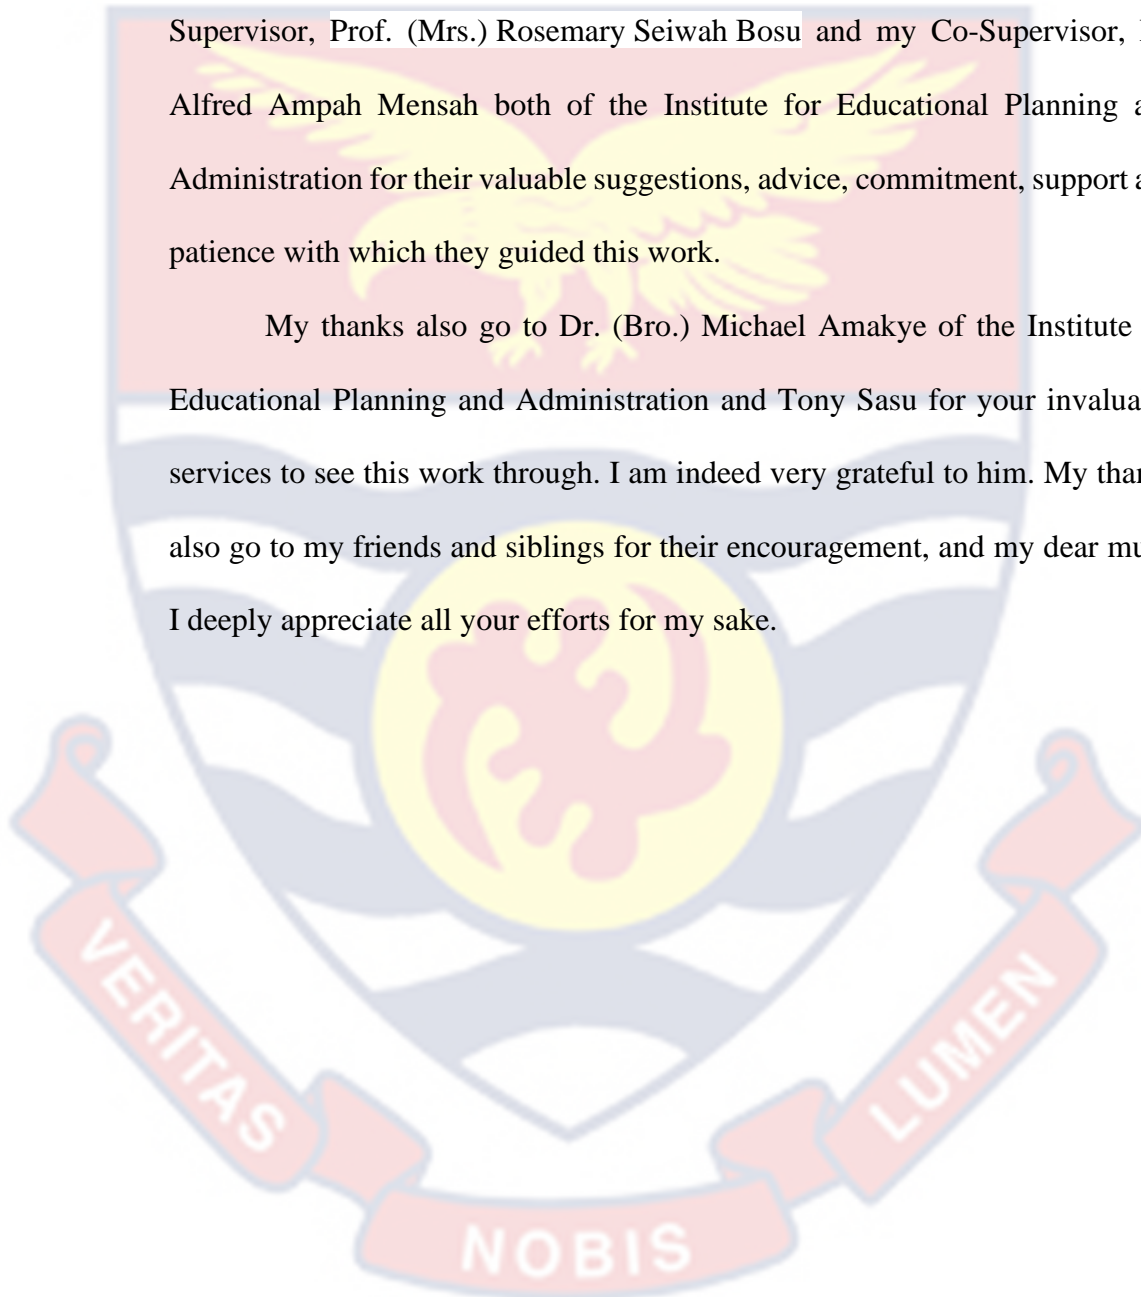 Supervisor, Prof. (Mrs.) Rosemary Seiwah Bosu and my Co-Supervisor,
Alfred Ampah Mensah both of the Institute for Educational Planning
Administration for their valuable suggestions, advice, commitment, support
patience with which they guided this work.
My thanks also go to Dr. (Bro.) Michael Amakye of the Institute
Educational Planning and Administration and Tony Sasu for your
services to see this work through. I am indeed very grateful to him. My
also go to my friends and siblings for their encouragement, and my dear
I deeply appreciate all your efforts for my sake.
VERITAS
NOBIS
LUMEN